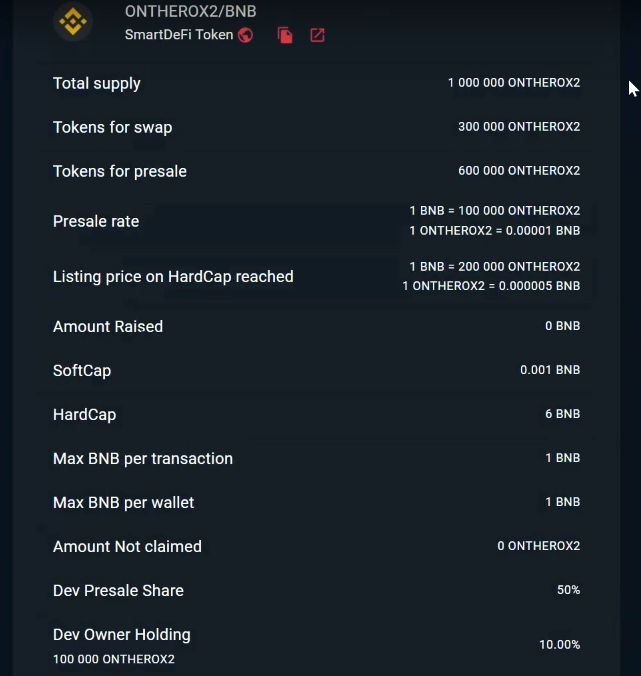 ONTHEROX2/BNB
SmartDeFi Token
Total supply 1 000 000 ONTHEROX2
Tokens for swap 300 000 ONTHEROX2
Tokens for presale 600 000 ONTHEROX2
Presale rate 1 BNB = 100 000 ONTHEROX2
1 ONTHEROX2 = 0.00001 BNB
Listing price on HardCap reached 1 BNB = 200 000 ONTHEROX2
1 ONTHEROX2 = 0.000005 BNB
Amount Raised 0 BNB
SoftCap 0.001 BNB
HardCap 6 BNB
Max BNB per transaction 1 BNB
Max BNB per wallet 1 BNB
Amount Not claimed 0 ONTHEROX2
Dev Presale Share 50%
Dev Owner Holding 10.00%
100 000 ONTHEROX2